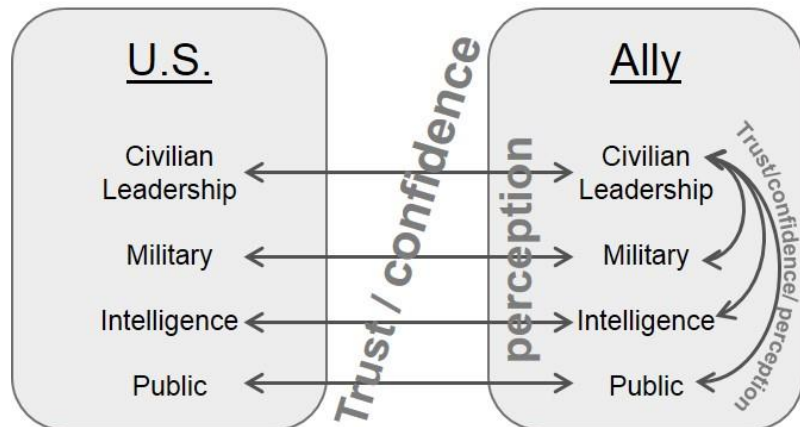 U.S.
Civilian
Leadership
Military
Intelligence
Public
Trust / confidence
perception
Ally
Civilian
Leadership
Military
Intelligence
Public
Trust/confidence/ perception